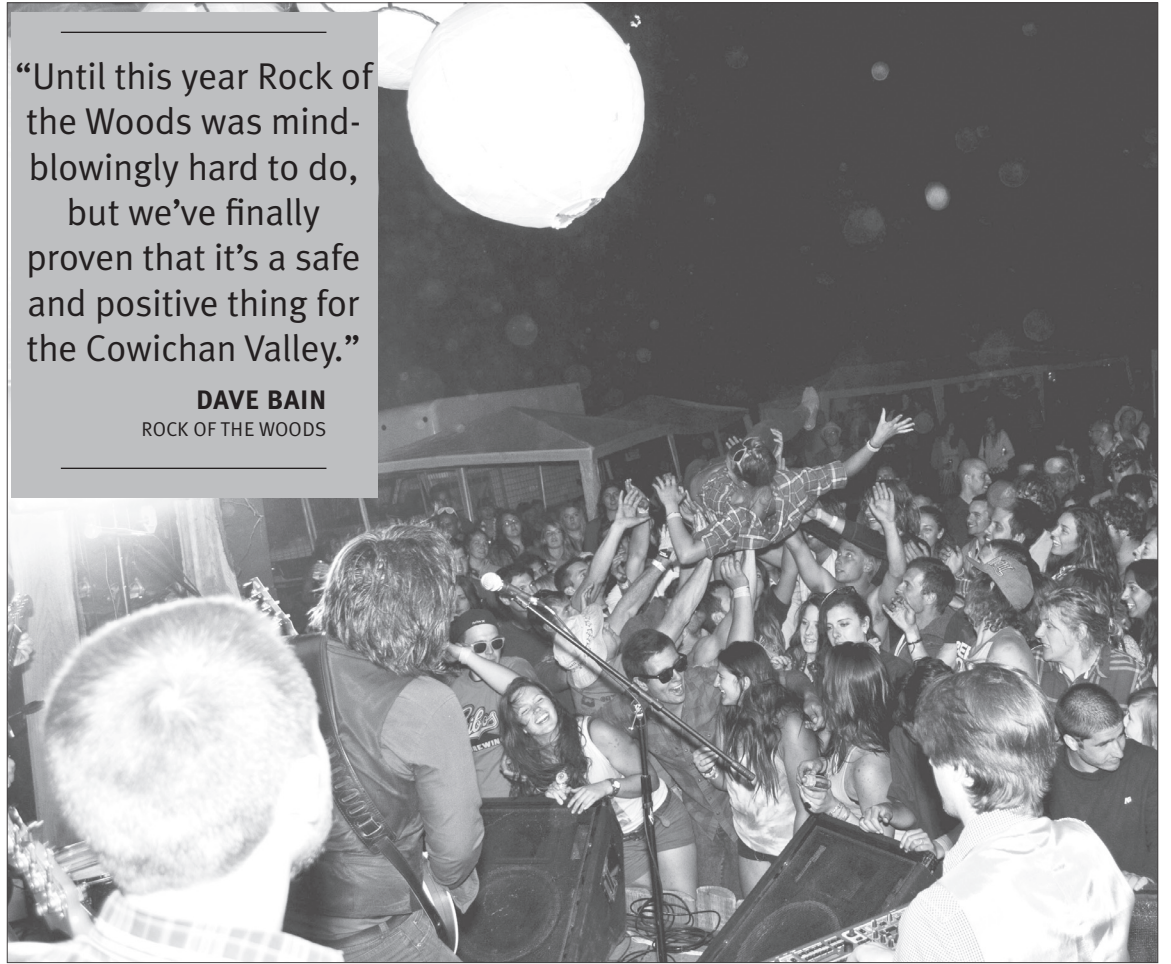 “Until this year Rock of
the Woods was mind-
blowingly hard to do,
but we’ve finally
proven that it’s a safe
and positive thing for
the Cowichan Valley.”
DAVE BAIN
ROCK OF THE WOODS